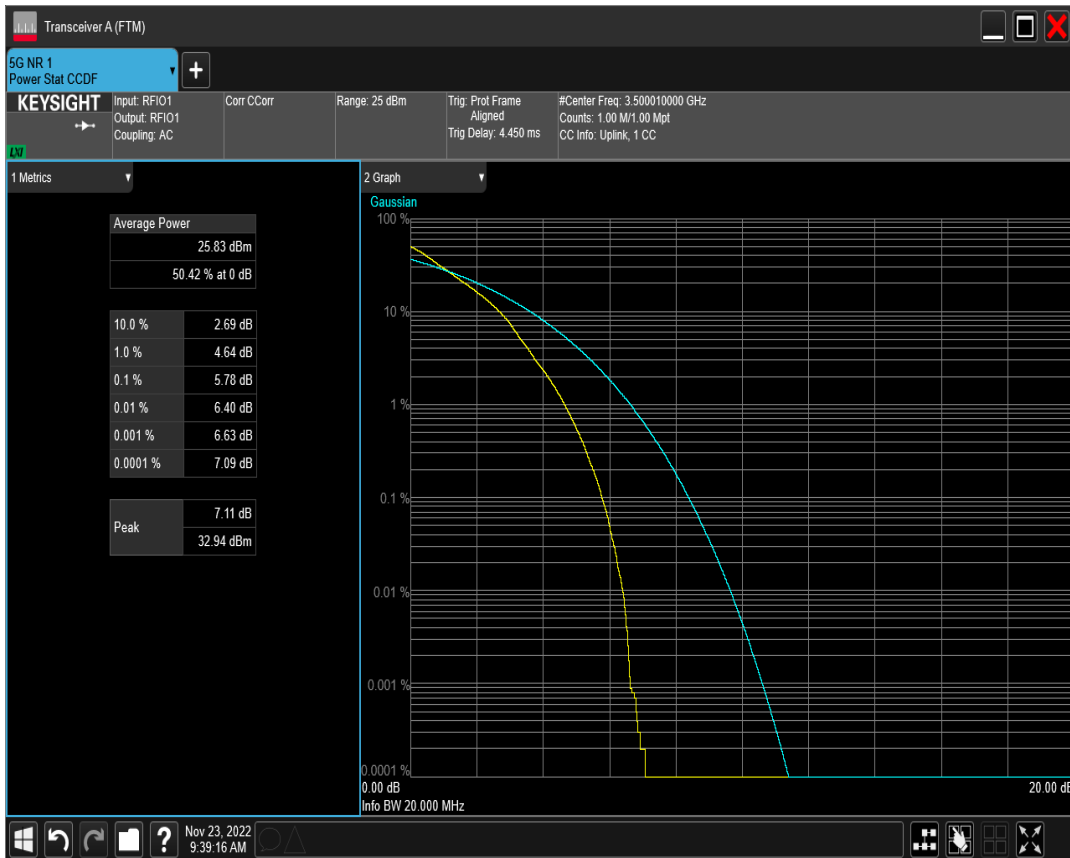 Transceiver A (FTM)
5G NR 1
Power Stat CCDF
+
KEYSIGHT
LXI
Input: RFIO1
Output: RFIO1
Coupling: AC
Corr CCorr
Range: 25 dBm
Trig: Prot Frame
Aligned
Trig Delay: 4.450 ms
#Center Freq: 3.500010000 GHz
Counts: 1.00 M/1.00 Mpt
CC Info: Uplink, 1 CC
1 Metrics
Average Power
25.83 dBm
50.42 % at 0 dB
10.0 % 2.69 dB
1.0 % 4.64 dB
0.1 % 5.78 dB
0.01 % 6.40 dB
0.001 % 6.63 dB
0.0001 % 7.09 dB
Peak
7.11 dB
32.94 dBm
2 Graph
Gaussian
100 %
10 %
1 %
0.1 %
0.01 %
0.001 %
0.0001 %
0.00 dB 20.00 dB
Info BW 20.000 MHz
?
Nov 23, 2022
9:39:16 AM